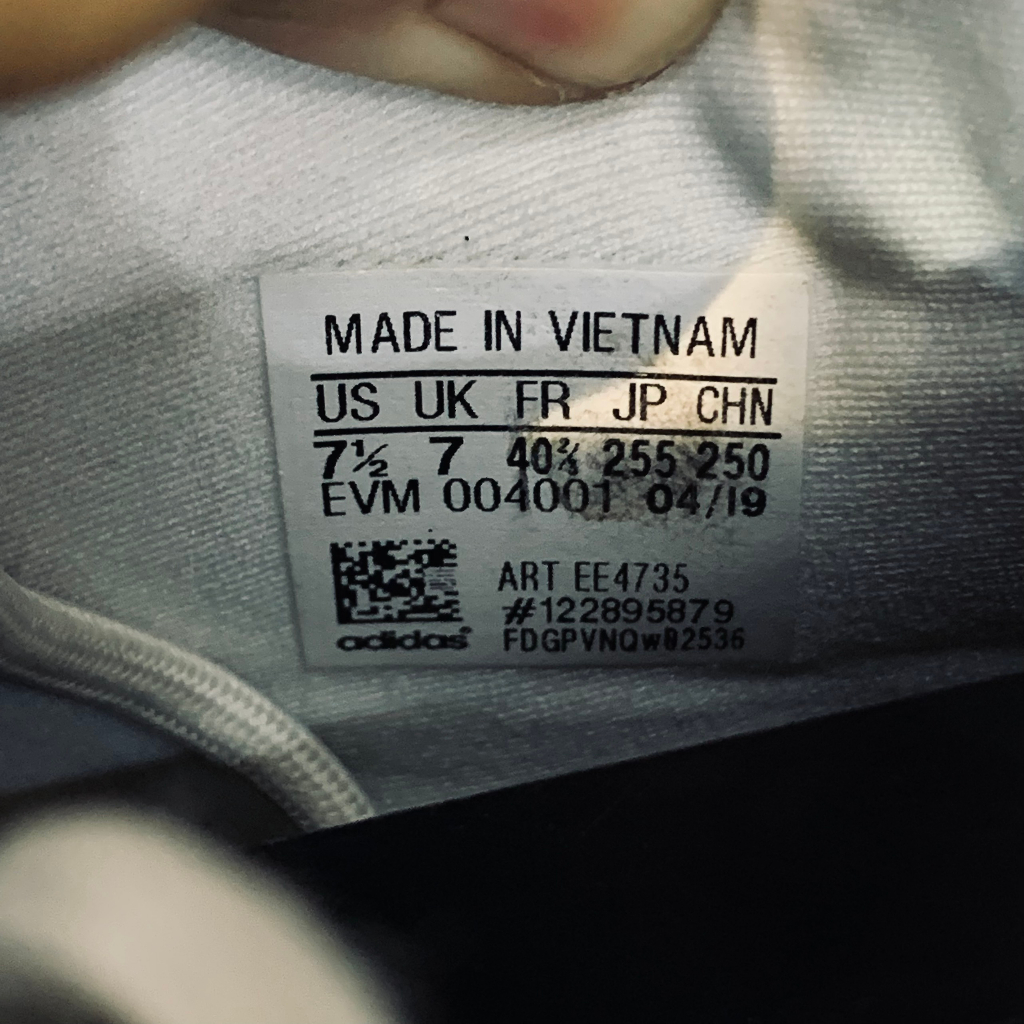 MADE IN VIETNAM
US UK FR JP CHN
7½ 7 40⅔ 255 250
EVM 004001 04/19
ART EE4735
#122895879
adidas® FDGPVNQW02536